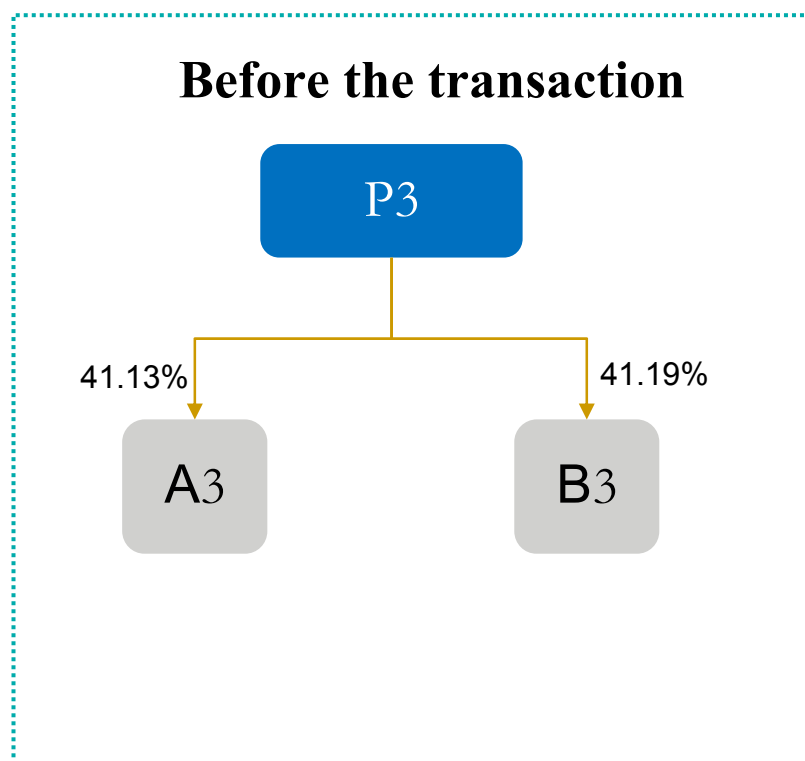 Before the transaction
P3
41.13%
41.19%
A3
B3